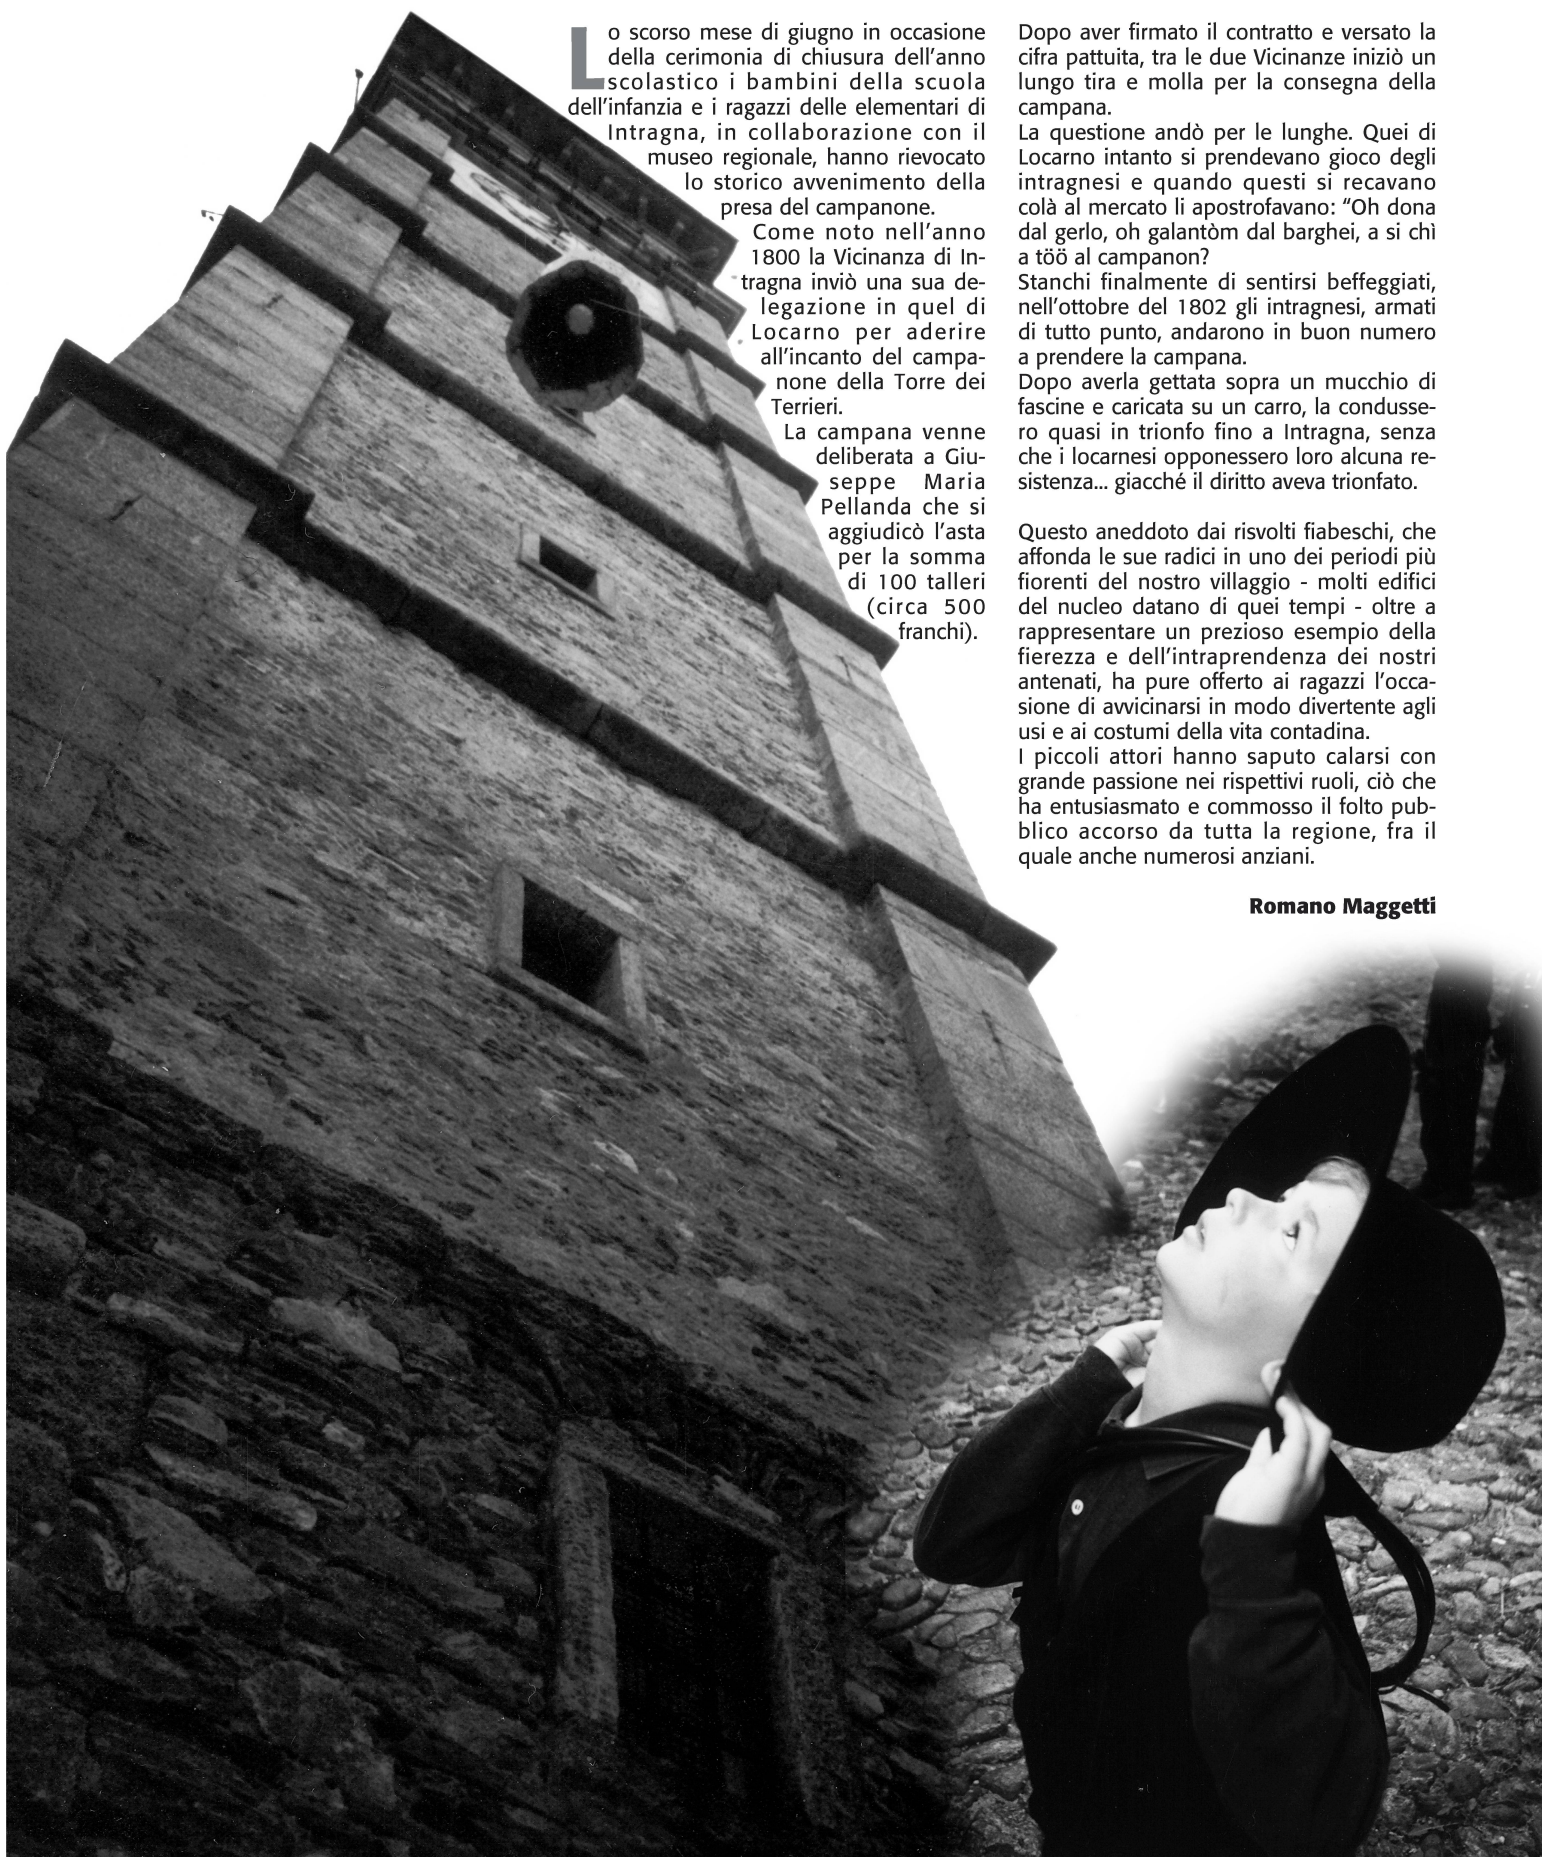 Lo scorso mese di giugno in occasione
della cerimonia di chiusura dell'anno
scolastico i bambini della scuola
dell'infanzia e i ragazzi delle elementari di
Intragna, in collaborazione con il
museo regionale, hanno rievocato
lo storico avvenimento della
presa del campanone.
Come noto nell'anno
1800 la Vicinanza di In-
tragna inviò una sua de-
legazione in quel di
Locarno per aderire
all'incanto del campa-
none della Torre dei
Terrieri.
La campana venne
deliberata a Giu-
seppe Maria
Pellanda che si
aggiudicò l'asta
per la somma
di 100 talleri
(circa 500
franchi).
Dopo aver firmato il contratto e versato la
cifra pattuita, tra le due Vicinanze iniziò un
lungo tira e molla per la consegna della
campana.
La questione andò per le lunghe. Quei di
Locarno intanto si prendevano gioco degli
intragnesi e quando questi si recavano
colà al mercato li apostrofavano: “Oh dona
dal gerlo, oh galantòm dal barghei, a si chì
a töö al campanon?
Stanchi finalmente di sentirsi beffeggiati,
nell'ottobre del 1802 gli intragnesi, armati
di tutto punto, andarono in buon numero
a prendere la campana.
Dopo averla gettata sopra un mucchio di
fascine e caricata su un carro, la condusse-
ro quasi in trionfo fino a Intragna, senza
che i locarnesi opponessero loro alcuna re-
sistenza... giacché il diritto aveva trionfato.
Questo aneddoto dai risvolti fiabeschi, che
affonda le sue radici in uno dei periodi più
fiorenti del nostro villaggio - molti edifici
del nucleo datano di quei tempi - oltre a
rappresentare un prezioso esempio della
fierezza e dell'intraprendenza dei nostri
antenati, ha pure offerto ai ragazzi l'occa-
sione di avvicinarsi in modo divertente agli
usi e ai costumi della vita contadina.
I piccoli attori hanno saputo calarsi con
grande passione nei rispettivi ruoli, ciò che
ha entusiasmato e commosso il folto pub-
blico accorso da tutta la regione, fra il
quale anche numerosi anziani.
Romano Maggetti